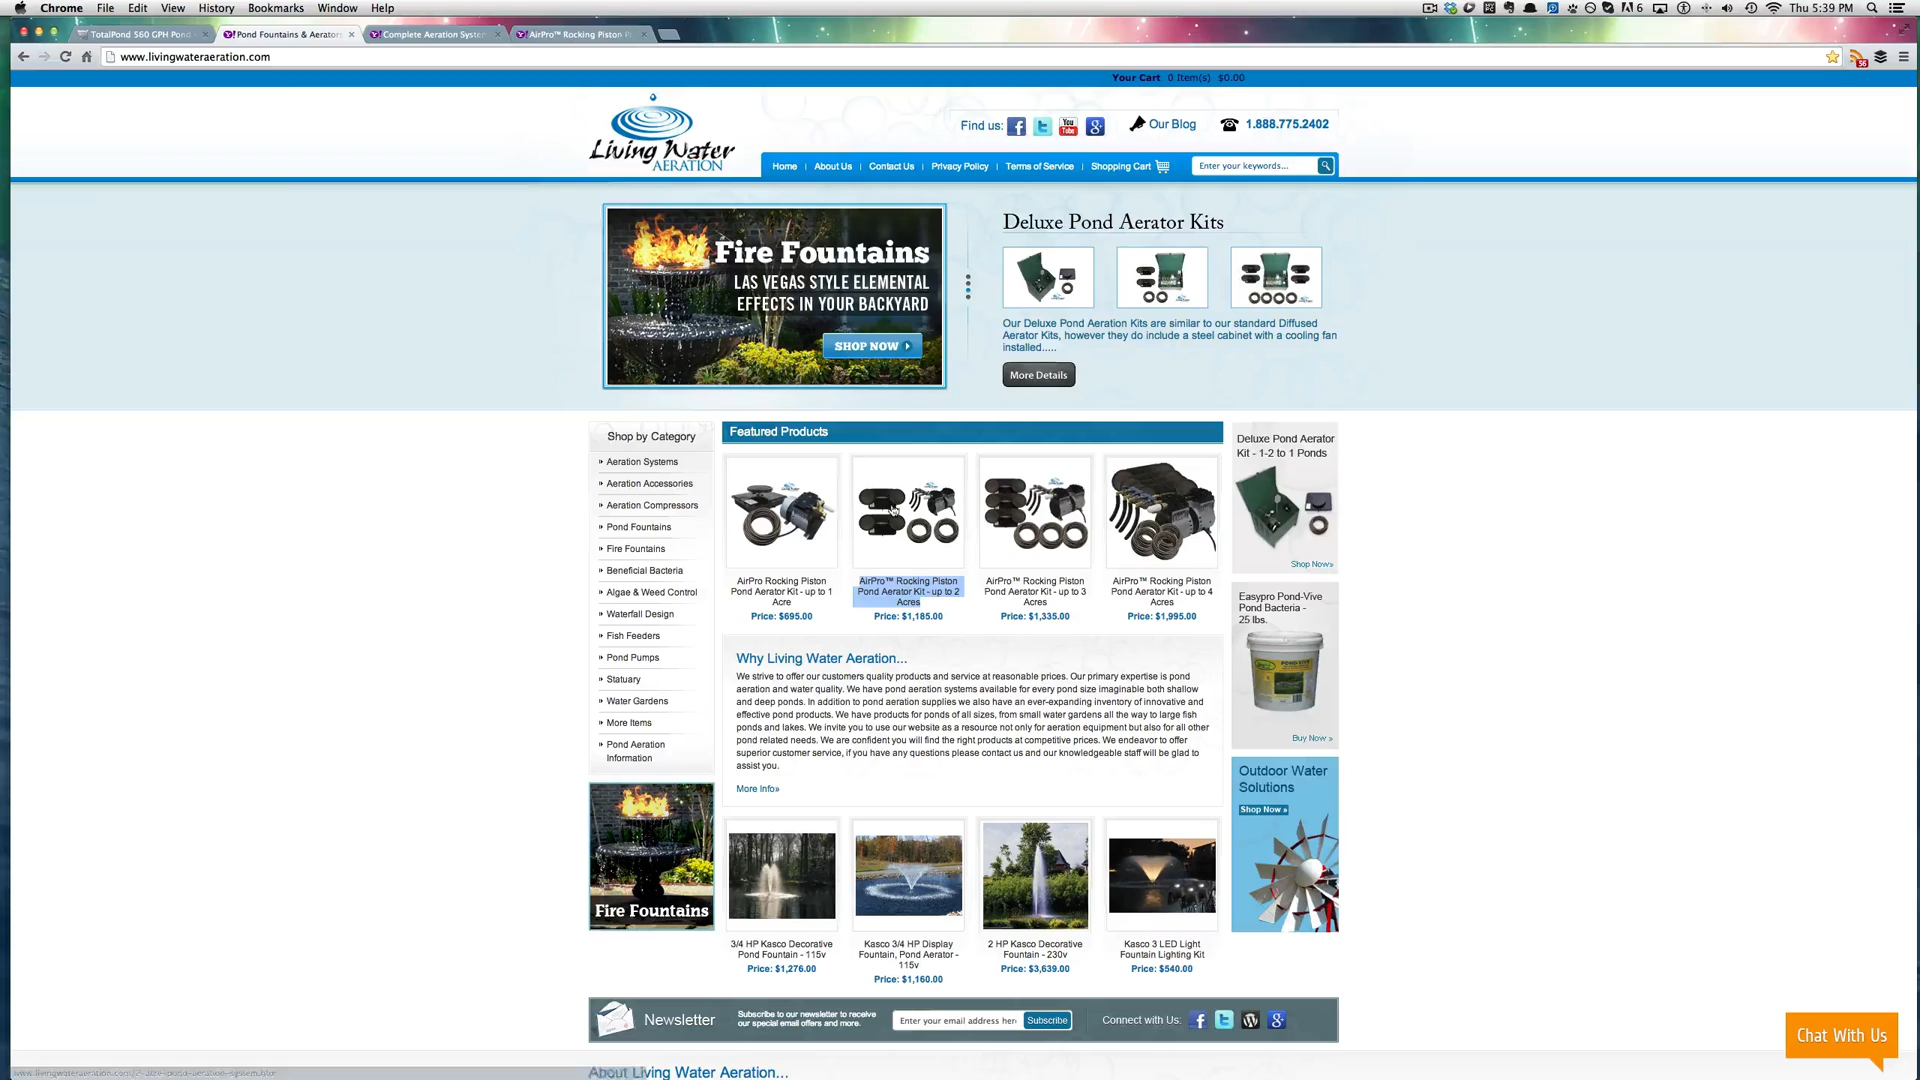 Chrome File Edit View History Bookmarks Window Help
6 Thu 5:39 PM
TotalPond 560 GPH Pond
Pond Fountains & Aerators
Complete Aeration System
AirPro™ Rocking Piston P
www.livingwateraeration.com
56
Your Cart 0 Item(s) $0.00
Living Water
AERATION
Find us:
You
Tube
Our Blog
1.888.775.2402
Home
About Us
Contact Us
Privacy Policy
Terms of Service
Shopping Cart
Enter your keywords...
Fire Fountains
LAS VEGAS STYLE ELEMENTAL
EFFECTS IN YOUR BACKYARD
SHOP NOW
Deluxe Pond Aerator Kits
Our Deluxe Pond Aeration Kits are similar to our standard Diffused
Aerator Kits, however they do include a steel cabinet with a cooling fan
installed.....
More Details
Shop by Category
Aeration Systems
Aeration Accessories
Aeration Compressors
Pond Fountains
Fire Fountains
Beneficial Bacteria
Algae & Weed Control
Waterfall Design
Fish Feeders
Pond Pumps
Statuary
Water Gardens
More Items
Pond Aeration
Information
Fire Fountains
Featured Products
AirPro Rocking Piston
Pond Aerator Kit - up to 1
Acre
Price: $695.00
AirPro™ Rocking Piston
Pond Aerator Kit - up to 2
Acres
Price: $1,185.00
AirPro™ Rocking Piston
Pond Aerator Kit - up to 3
Acres
Price: $1,335.00
AirPro™ Rocking Piston
Pond Aerator Kit - up to 4
Acres
Price: $1,995.00
Why Living Water Aeration...
We strive to offer our customers quality products and service at reasonable prices. Our primary expertise is pond
aeration and water quality. We have pond aeration systems available for every pond size imaginable both shallow
and deep ponds. In addition to pond aeration supplies we also have an ever-expanding inventory of innovative and
effective pond products. We have products for ponds of all sizes, from small water gardens all the way to large fish
ponds and lakes. We invite you to use our website as a resource not only for aeration equipment but also for all other
pond related needs. We are confident you will find the right products at competitive prices. We endeavor to offer
superior customer service, if you have any questions please contact us and our knowledgeable staff will be glad to
assist you.
More Info»
3/4 HP Kasco Decorative
Pond Fountain - 115v
Price: $1,276.00
Kasco 3/4 HP Display
Fountain, Pond Aerator -
115v
Price: $1,160.00
2 HP Kasco Decorative
Fountain - 230v
Price: $3,639.00
Kasco 3 LED Light
Fountain Lighting Kit
Price: $540.00
Deluxe Pond Aerator
Kit - 1-2 to 1 Ponds
Shop Now»
Easypro Pond-Vive
Pond Bacteria -
25 lbs.
POND-VIVE
Buy Now »
Outdoor Water
Solutions
Shop Now »
Newsletter
Subscribe to our newsletter to receive
our special email offers and more.
Enter your email address here
Subscribe
Connect with Us:
Chat With Us
www.livingwateraeration.com/2-acre-pond-aeration-system.htm
About Living Water Aeration...